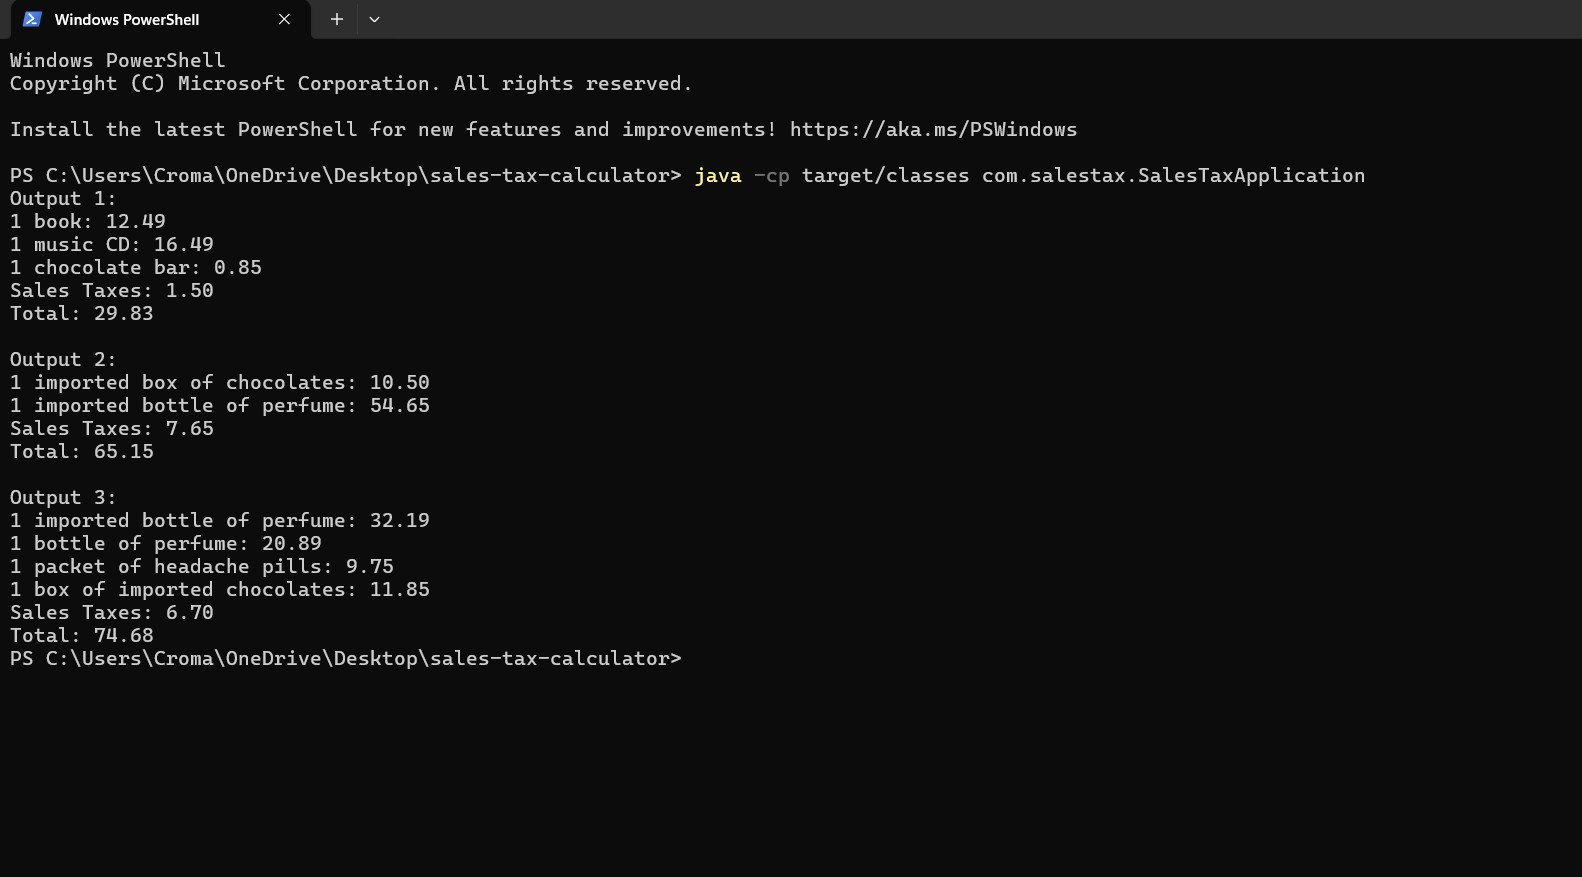 Windows PowerShell
Windows PowerShell
Copyright (C) Microsoft Corporation. All rights reserved.
Install the latest PowerShell for new features and improvements! https://aka.ms/PSWindows
PS C:\Users\Croma\OneDrive\Desktop\sales-tax-calculator> java -cp target/classes com.salestax.SalesTaxApplication
Output 1:
1 book: 12.49
1 music CD: 16.49
1 chocolate bar: 0.85
Sales Taxes: 1.50
Total: 29.83
Output 2:
1 imported box of chocolates: 10.50
1 imported bottle of perfume: 54.65
Sales Taxes: 7.65
Total: 65.15
Output 3:
1 imported bottle of perfume: 32.19
1 bottle of perfume: 20.89
1 packet of headache pills: 9.75
1 box of imported chocolates: 11.85
Sales Taxes: 6.70
Total: 74.68
PS C:\Users\Croma\OneDrive\Desktop\sales-tax-calculator>